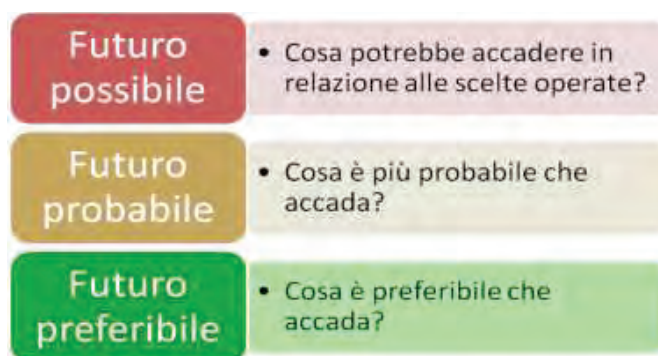 Futuro
possibile
• Cosa potrebbe accadere in
relazione alle scelte operate?
Futuro
probabile
• Cosa è più probabile che
accada?
Futuro
preferibile
• Cosa è preferibile che
accada?